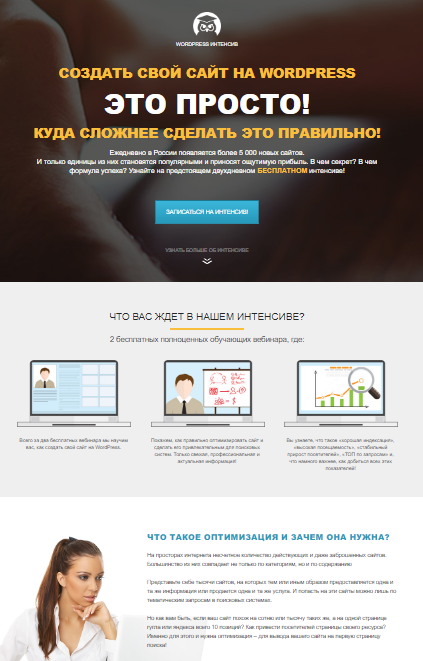 WORDPRESS ИНТЕНСИВ
СОЗДАТЬ СВОЙ САЙТ НА WORDPRESS
ЭТО ПРОСТО!
КУДА СЛОЖНЕЕ СДЕЛАТЬ ЭТО ПРАВИЛЬНО!
Ежедневно в России появляется более 5 000 новых сайтов.
И только единицы из них становятся популярными и приносят ощутимую прибыль. В чем секрет? В чем
формула успеха? Узнайте на предстоящем двухдневном БЕСПЛАТНОМ интенсиве!
ЗАПИСАТЬСЯ НА ИНТЕНСИВ!
УЗНАТЬ БОЛЬШЕ ОБ ИНТЕНСИВЕ
ЧТО ВАС ЖДЕТ В НАШЕМ ИНТЕНСИВЕ?
2 бесплатных полноценных обучающих вебинара, где:
Всего за два бесплатных вебинара мы научим
вас, как создать свой сайт на WordPress.
Покажем, как правильно оптимизировать сайт и
сделать его привлекательным для поисковых
систем. Только свежая, профессиональная и
актуальная информация!
Вы узнаете, что такое «хорошая индексация»,
«высокая посещаемость», «стабильный
прирост посетителей», «ТОП по запросам» и,
что намного важнее, как добиться всех этих
показателей!
ЧТО ТАКОЕ ОПТИМИЗАЦИЯ И ЗАЧЕМ ОНА НУЖНА?
На просторах интернета несчетное количество действующих и даже заброшенных сайтов.
Большинство из них совпадает не только по категориям, но и по содержанию
Представьте себе тысячи сайтов, на которых тем или иным образом предоставляется одна и
та же информация или продается одна и та же услуга. И попасть на эти сайты можно лишь по
тематическим запросам в поисковых системах.
Но как вам быть, если ваш сайт похож на сотню или тысячу таких же, а на одной странице
гугла или яндекса всего 10 позиций? Как привести посетителей страницы своего ресурса?
Именно для этого и нужна оптимизация – для вывода вашего сайта на первую страницу
поиска!